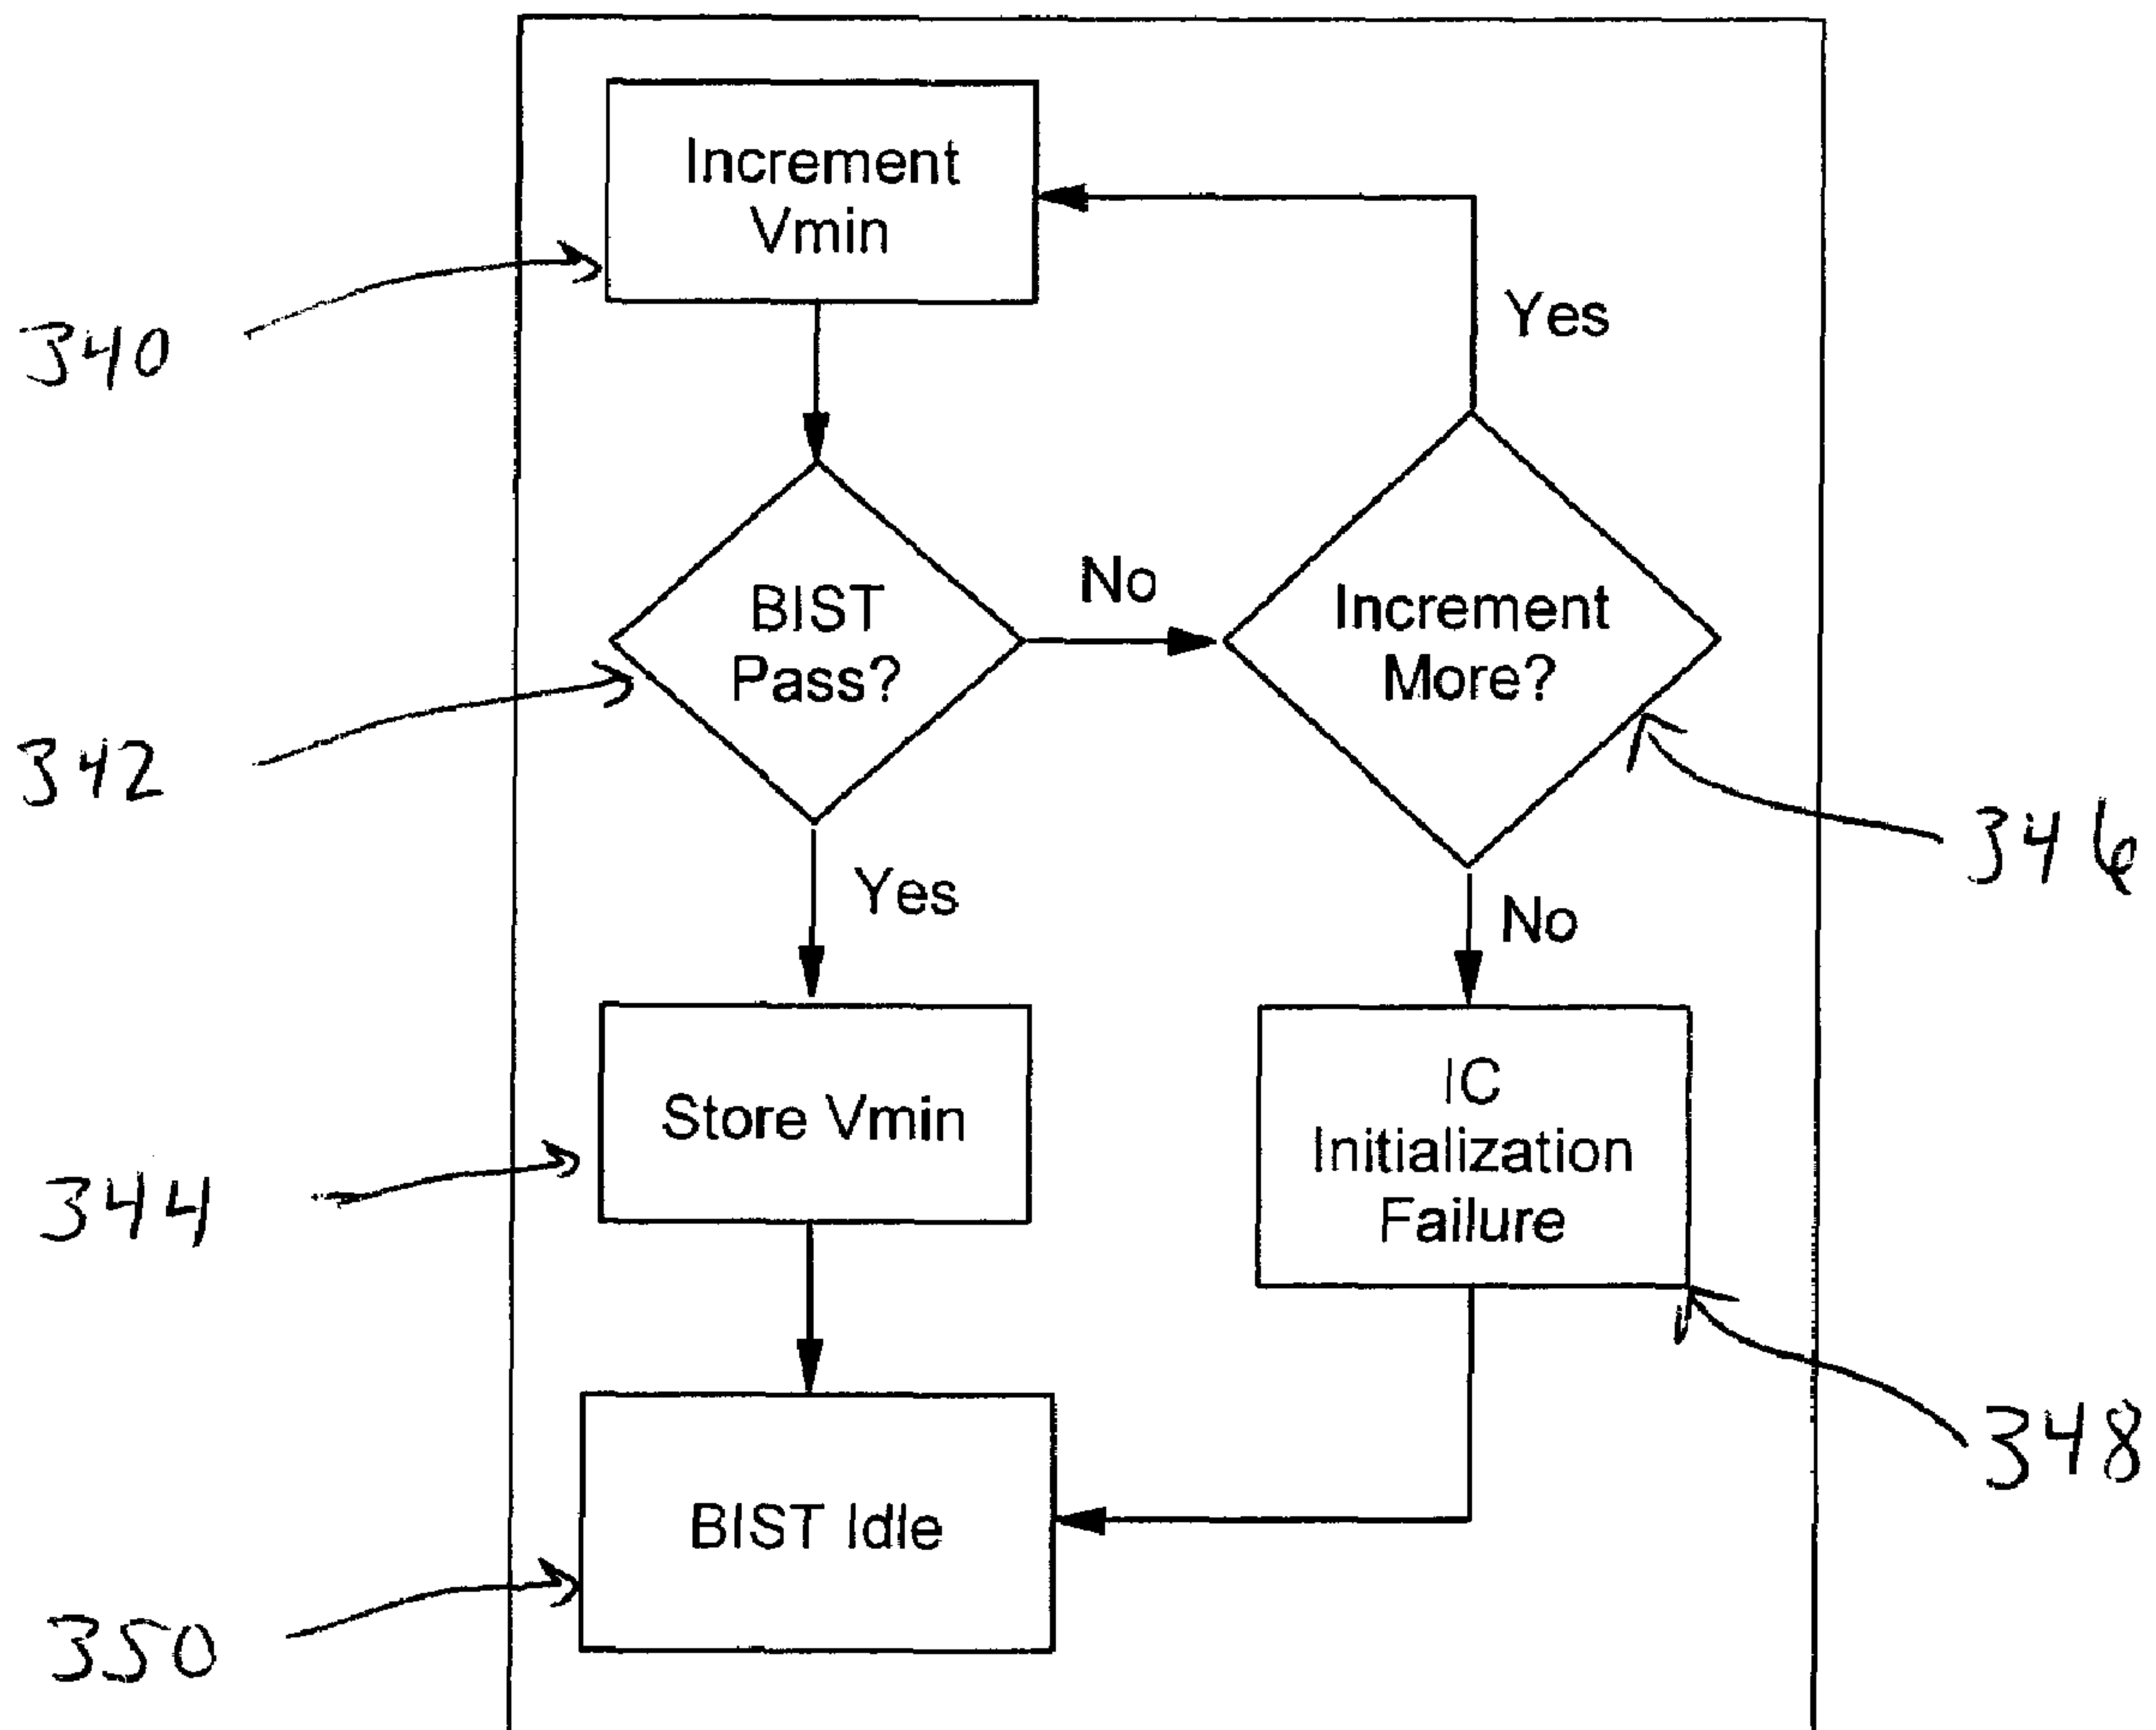 Increment
Vmin
340
Yes
BIST
Pass?
No
Increment
More?
342
346
Yes
No
Store Vmin
IC
Initialization
Failure
344
348
BIST Idle
350